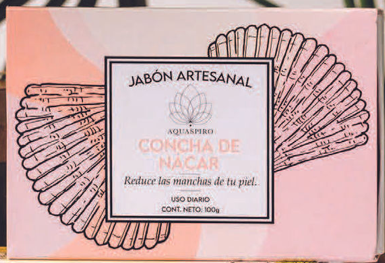 JABÓN ARTESANAL
AQUASPIRO
CONCHA DE
NÁCAR
Reduce las manchas de tu piel.
USO DIARIO
CONT. NETO: 100g